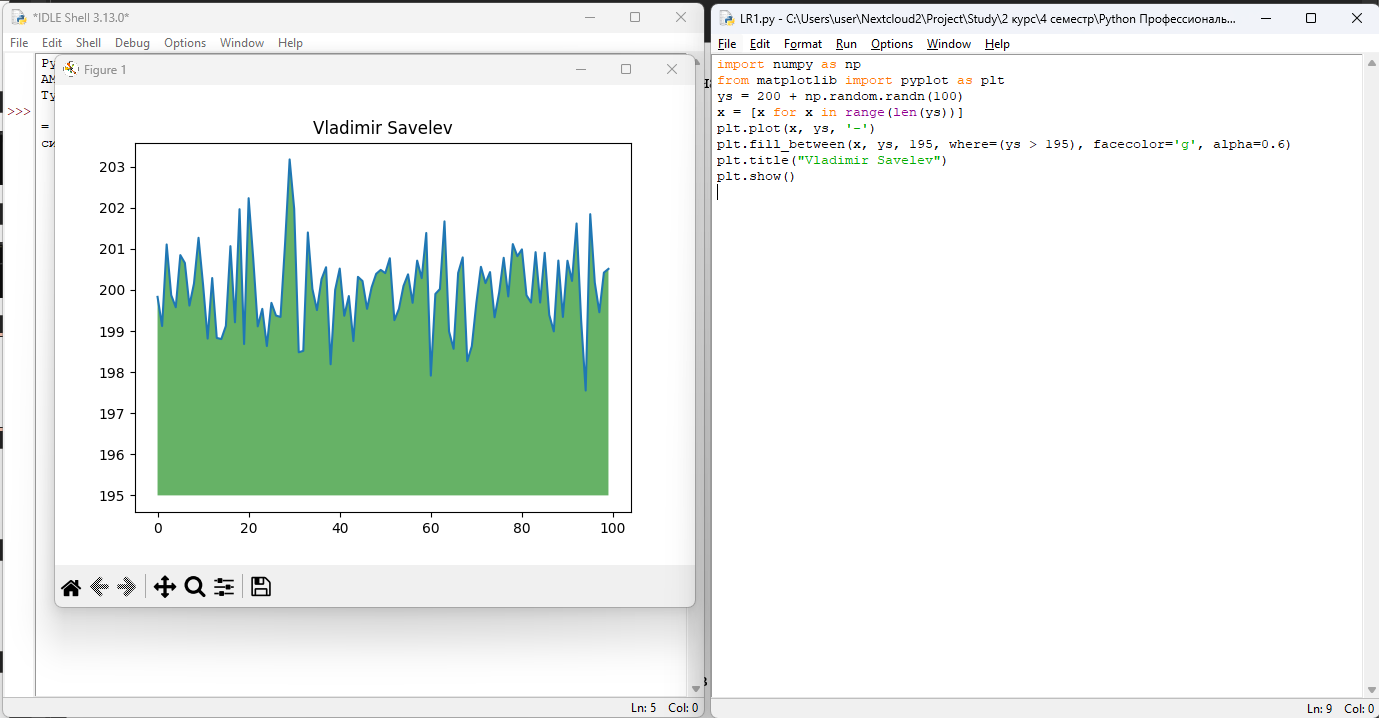 *IDLE Shell 3.13.0*
File Edit Shell Debug Options Window Help
Py
AM
Ty
>>>
=
си
Figure 1
Vladimir Savelev
203
202
201
200
199
198
197
196
195
0 20 40 60 80 100
Ln: 5 Col: 0
LR1.py - C:\Users\user\Nextcloud2\Project\Study\2 курс\4 семестр\Python Профессиональ...
File Edit Format Run Options Window Help
import numpy as np
from matplotlib import pyplot as plt
ys = 200 + np.random.randn(100)
x = [x for x in range(len(ys))]
plt.plot(x, ys, '-')
plt.fill_between(x, ys, 195, where=(ys > 195), facecolor='g', alpha=0.6)
plt.title("Vladimir Savelev")
plt.show()
Ln: 9 Col: 0